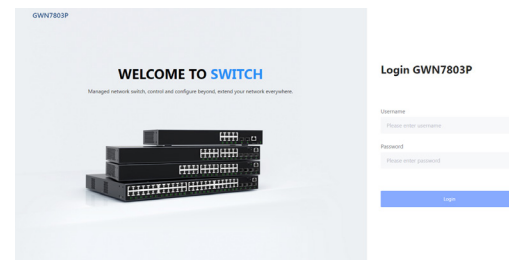 GWN7803P
WELCOME TO SWITCH
Managed network switch, control and configure beyond, extend your network everywhere.
Login GWN7803P
Username
Please enter username
Password
Please enter password
Login